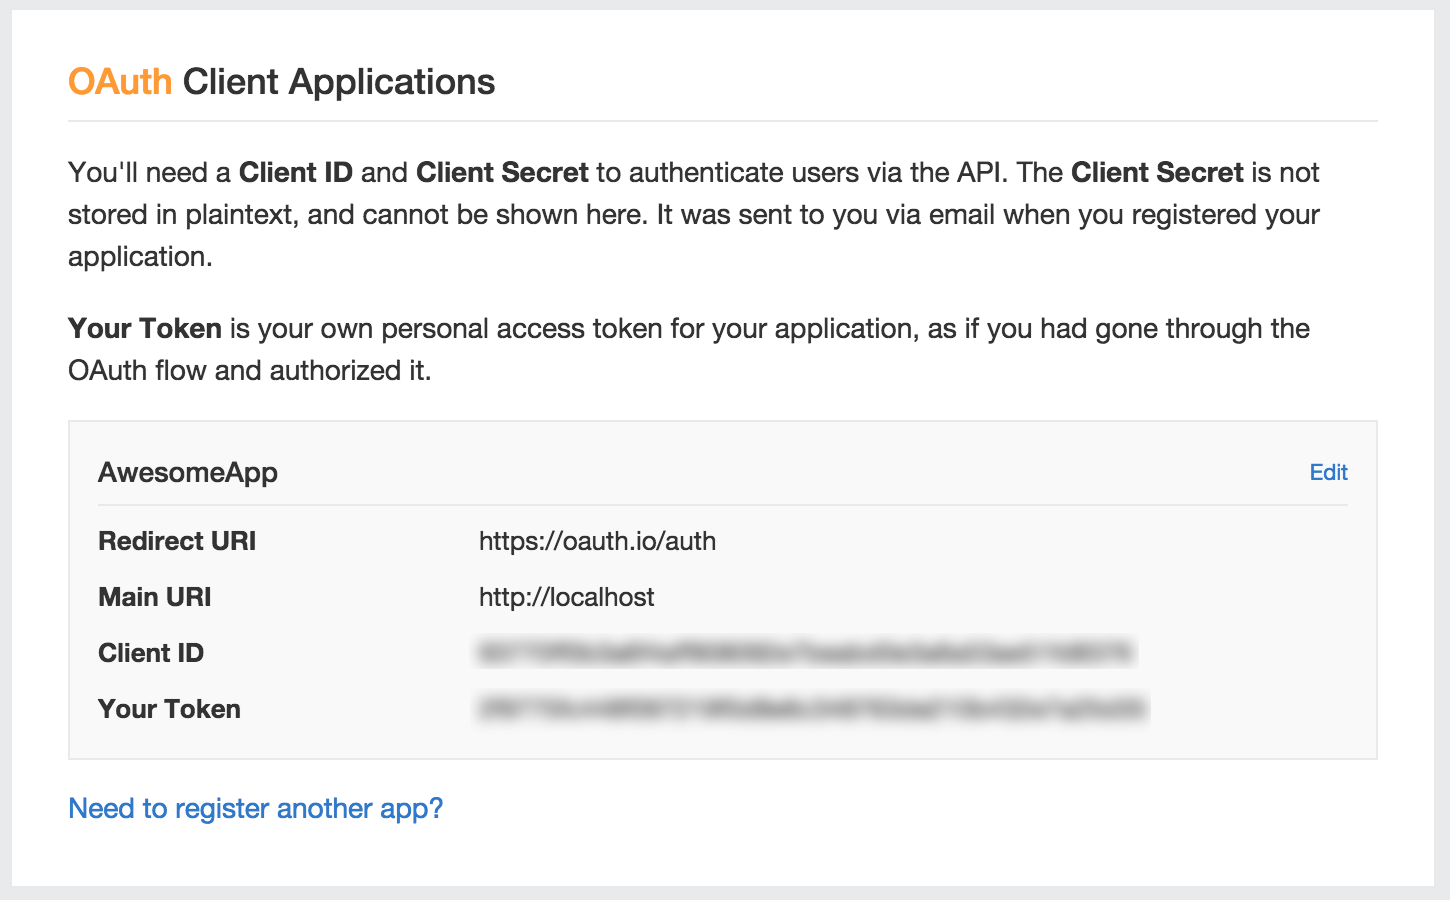 OAuth Client Applications
You'll need a Client ID and Client Secret to authenticate users via the API. The Client Secret is not
stored in plaintext, and cannot be shown here. It was sent to you via email when you registered your
application.
Your Token is your own personal access token for your application, as if you had gone through the
OAuth flow and authorized it.
AwesomeApp Edit
Redirect URI https://oauth.io/auth
Main URI http://localhost
Client ID
Your Token
Need to register another app?